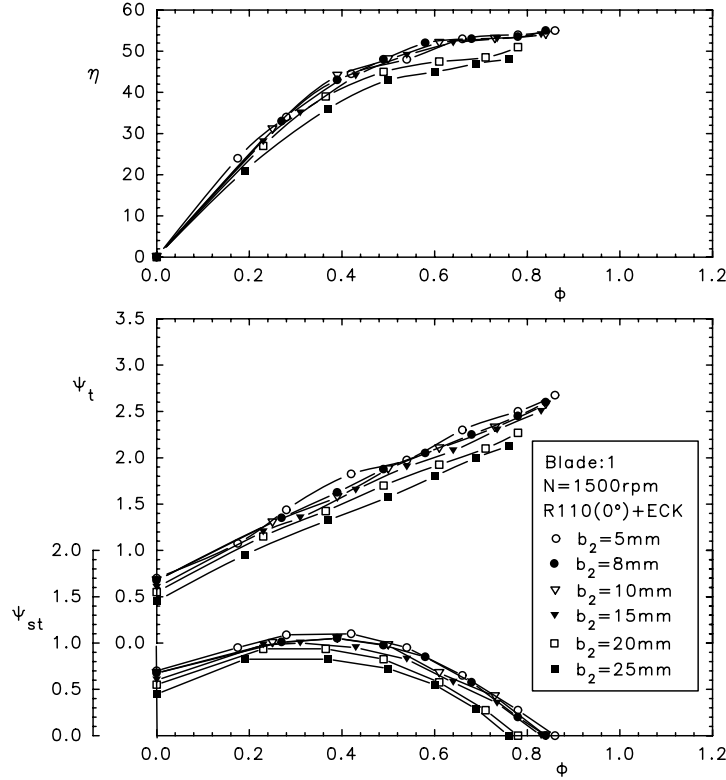 60
50
η
40
30
20
10
0
0.0 0.2 0.4 0.6 0.8 1.0 1.2
ϕ
3.5
3.0
ψt
2.5
2.0
1.5
1.0
0.5
0.0
2.0
ψst
1.5
1.0
0.5
0.0
Blade:1
N=1500rpm
R110(0°)+ECK
b2=5mm
b2=8mm
b2=10mm
b2=15mm
b2=20mm
b2=25mm
0.0 0.2 0.4 0.6 0.8 1.0 1.2
ϕ